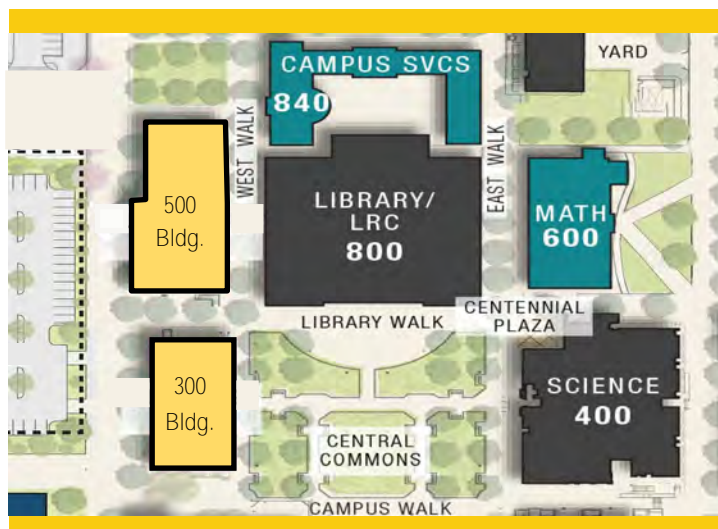 CAMPUS SVCS
840
YARD
WEST WALK
EAST WALK
500
Bldg.
LIBRARY/
LRC
800
MATH
600
LIBRARY WALK
CENTENNIAL
PLAZA
300
Bldg.
SCIENCE
400
CENTRAL
COMMONS
CAMPUS WALK